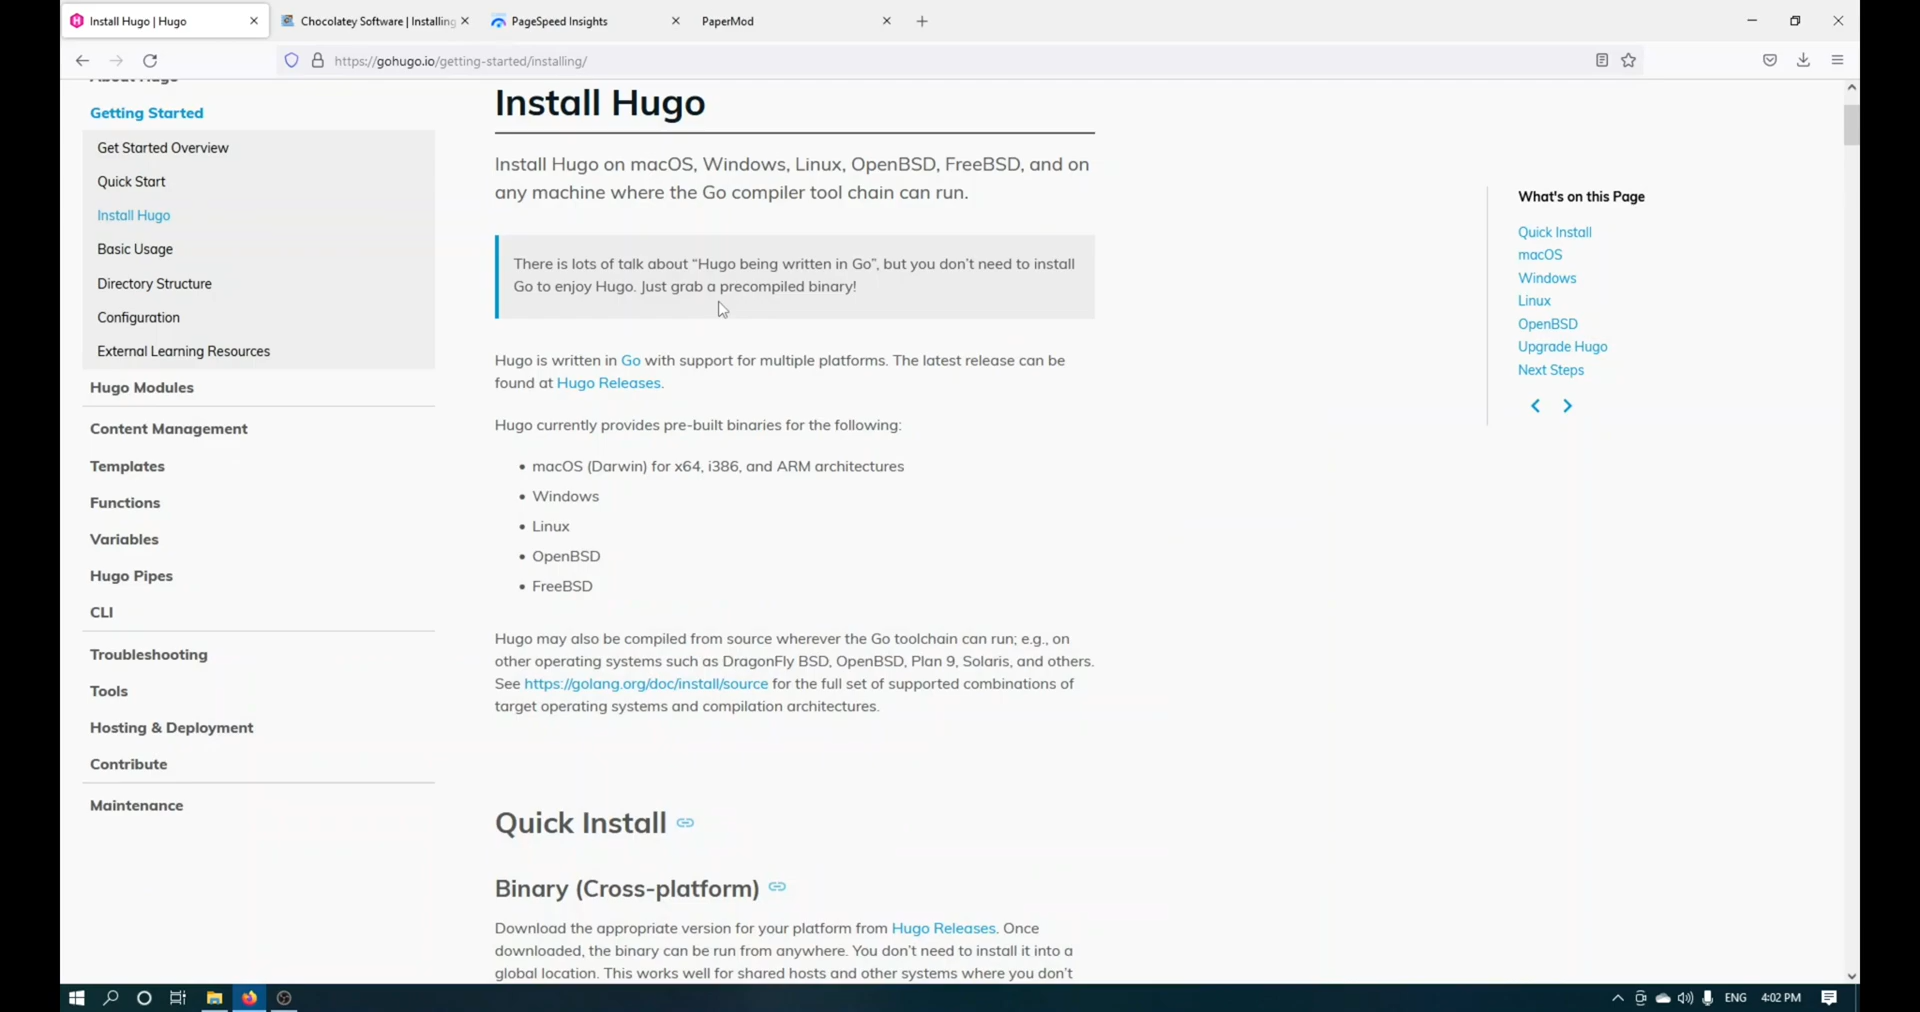 Install Hugo | Hugo
Chocolatey Software | Installing
PageSpeed Insights
PaperMod
https://gohugo.io/getting-started/installing/
About Hugo
Getting Started
Get Started Overview
Quick Start
Install Hugo
Basic Usage
Directory Structure
Configuration
External Learning Resources
Hugo Modules
Content Management
Templates
Functions
Variables
Hugo Pipes
CLI
Troubleshooting
Tools
Hosting & Deployment
Contribute
Maintenance
Install Hugo
Install Hugo on macOS, Windows, Linux, OpenBSD, FreeBSD, and on
any machine where the Go compiler tool chain can run.
There is lots of talk about “Hugo being written in Go”, but you don’t need to install
Go to enjoy Hugo. Just grab a precompiled binary!
Hugo is written in Go with support for multiple platforms. The latest release can be
found at Hugo Releases.
Hugo currently provides pre-built binaries for the following:
• macOS (Darwin) for x64, i386, and ARM architectures
• Windows
• Linux
• OpenBSD
• FreeBSD
Hugo may also be compiled from source wherever the Go toolchain can run; e.g., on
other operating systems such as DragonFly BSD, OpenBSD, Plan 9, Solaris, and others.
See https://golang.org/doc/install/source for the full set of supported combinations of
target operating systems and compilation architectures.
Quick Install
Binary (Cross-platform)
Download the appropriate version for your platform from Hugo Releases. Once
downloaded, the binary can be run from anywhere. You don’t need to install it into a
global location. This works well for shared hosts and other systems where you don’t
What's on this Page
Quick Install
macOS
Windows
Linux
OpenBSD
Upgrade Hugo
Next Steps
ENG
4:02 PM